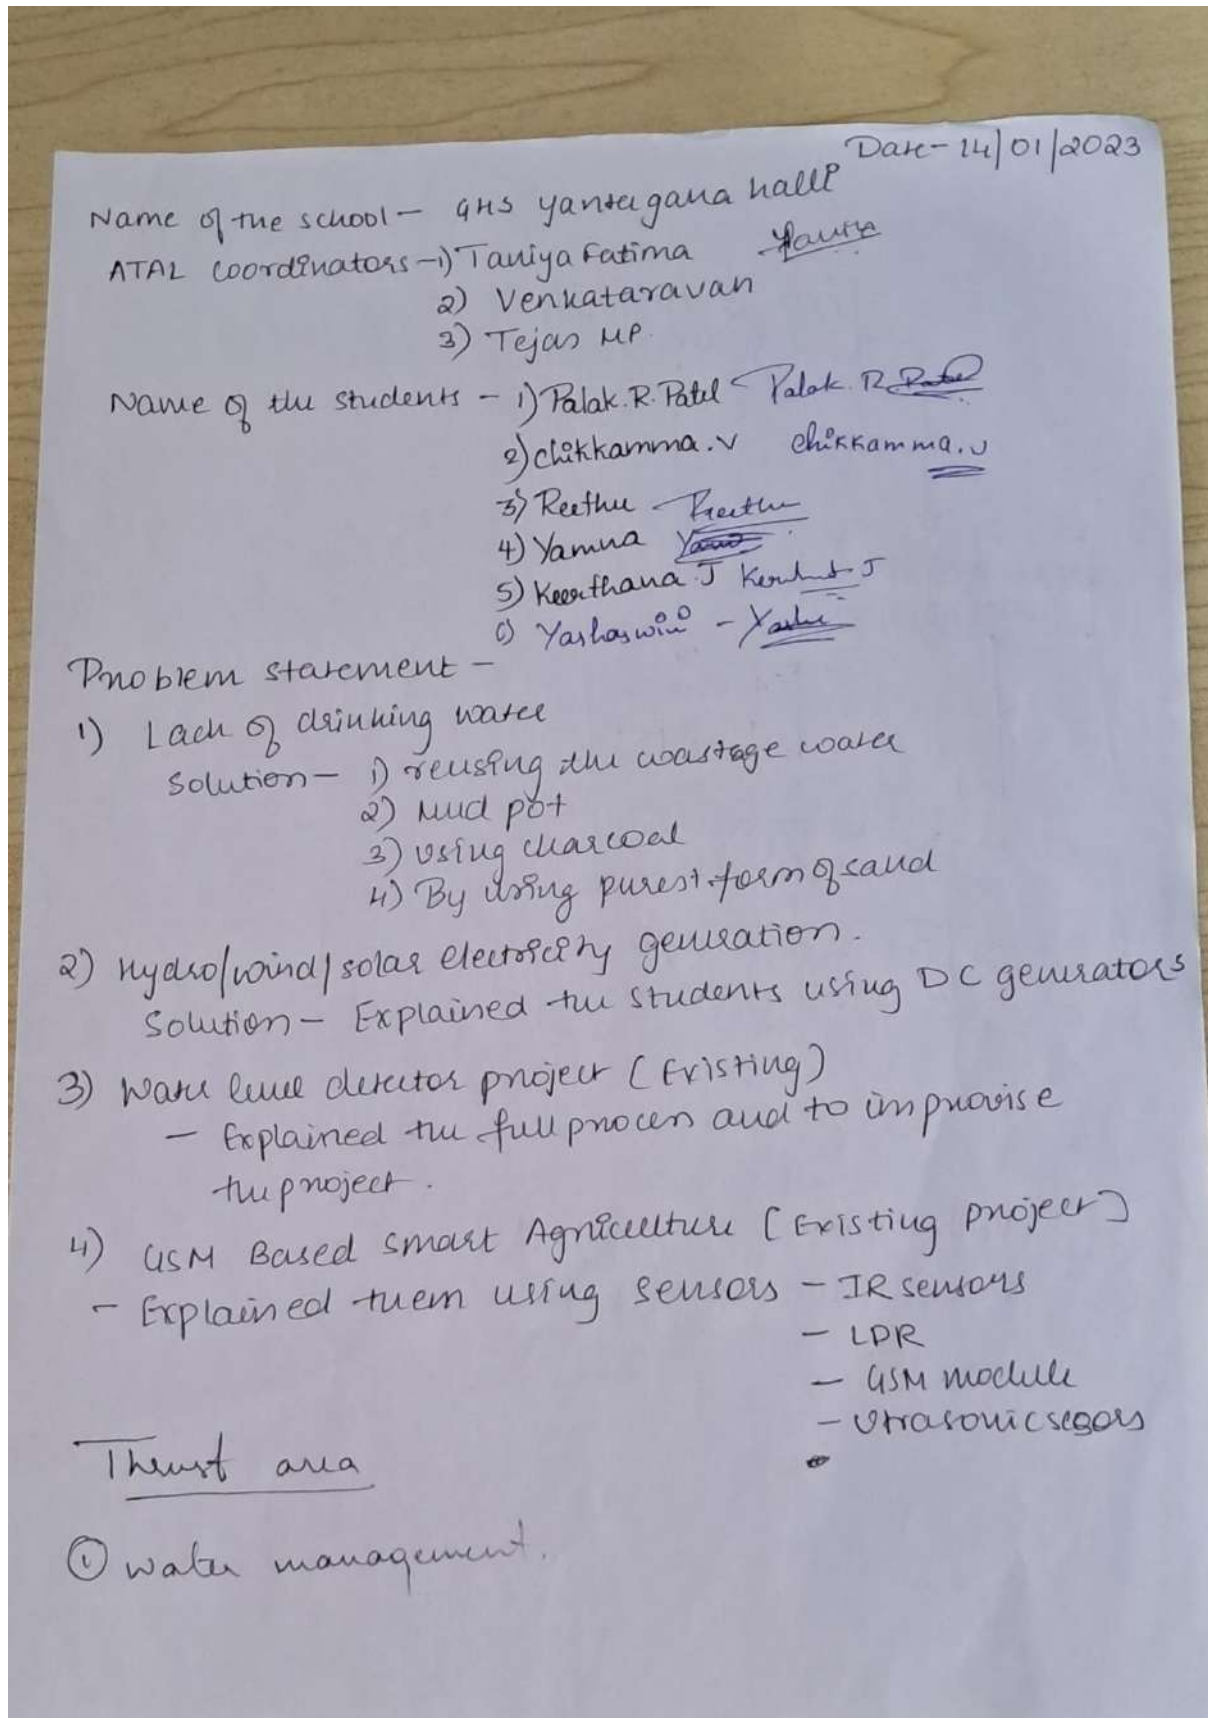 Date- 14/01/2023
Name of the school - GHS yantagana halli
ATAL coordinators - 1) Taniya Fatima
2) Venkataravan
3) Tejas MP.
Name of the students - 1) Palak.R.Patel - Palak.R Patel
2) chikkamma.v chikkamma.v
3) Reethu - Reethu
4) Yamna
5) Keerthana.J
6) Yashaswini - Yashu
Problem statement -
1) Lack of drinking water
Solution - 1) reusing the wastage water
2) Mud pot
3) Using charcoal
4) By using purest form of sand
2) Hydro/wind/solar electricity generation.
Solution - Explained the students using DC generators
3) Water level detector project (Existing)
- Explained the full process and to improvise
the project.
4) GSM Based smart Agriculture [Existing project]
- Explained them using sensors - IR sensors
- LDR
- GSM module
- Utrasonic sesors
Thrust area
① water management.